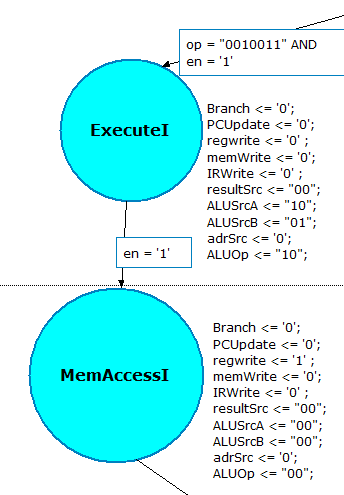 op = "0010011" AND
en = '1'
ExecuteI
Branch <= '0';
PCUpdate <= '0';
regwrite <= '0' ;
memWrite <= '0';
IRWrite <= '0' ;
resultSrc <= "00";
ALUSrcA <= "10";
ALUSrcB <= "01";
adrSrc <= '0';
ALUOp <= "10";
en = '1'
MemAccessI
Branch <= '0';
PCUpdate <= '0';
regwrite <= '1' ;
memWrite <= '0';
IRWrite <= '0' ;
resultSrc <= "00";
ALUSrcA <= "00";
ALUSrcB <= "00";
adrSrc <= '0';
ALUOp <= "00";